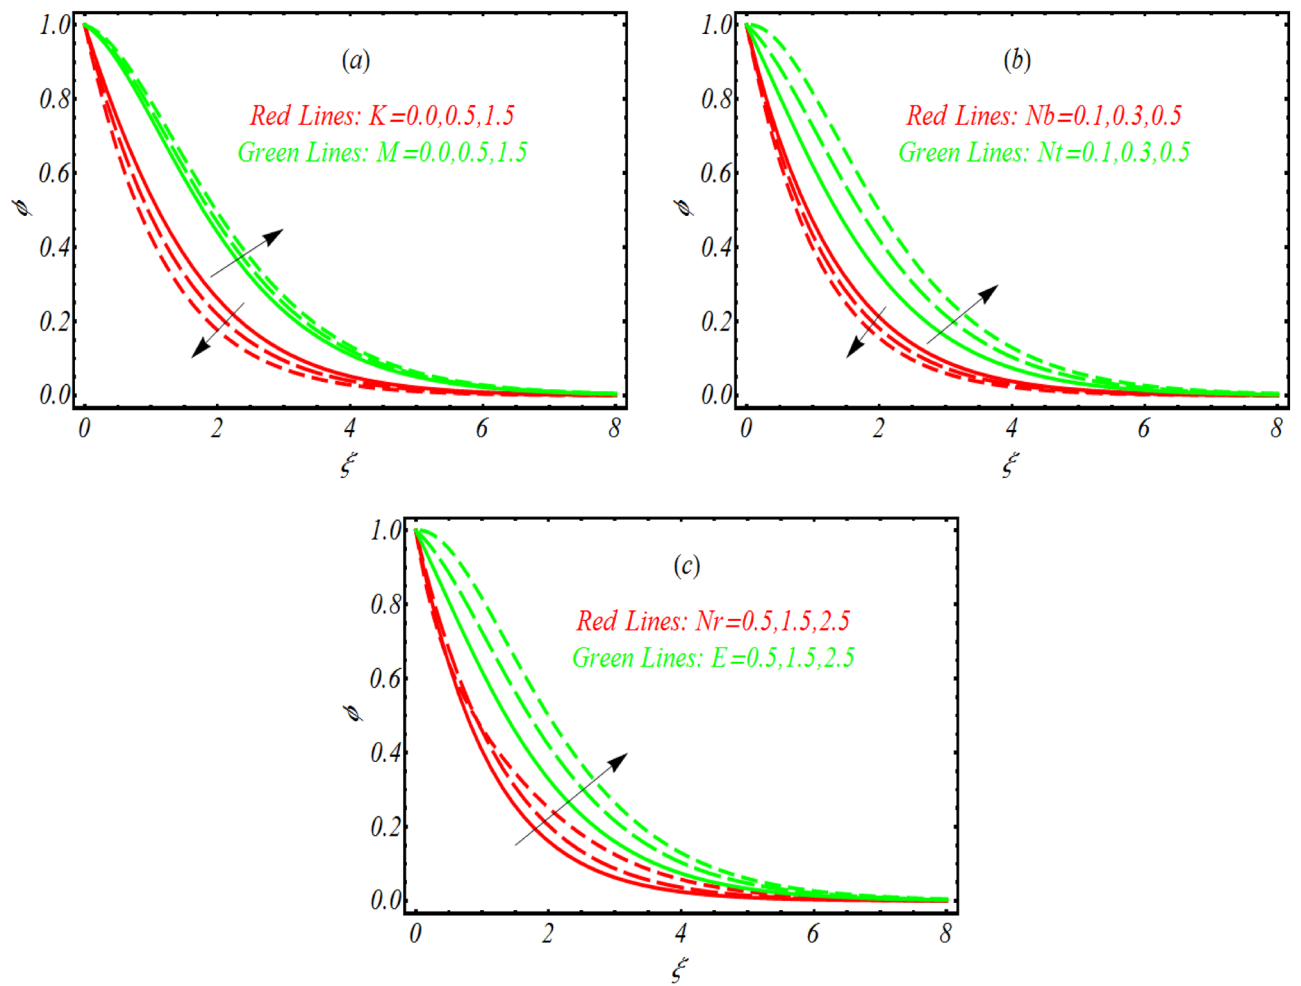 (a)
Red Lines: K=0.0,0.5,1.5
Green Lines: M=0.0,0.5,1.5
1.0
0.8
0.6
0.4
0.2
0.0
ϕ
0 2 4 6 8
ξ
(b)
Red Lines: Nb=0.1,0.3,0.5
Green Lines: Nt=0.1,0.3,0.5
1.0
0.8
0.6
0.4
0.2
0.0
ϕ
0 2 4 6 8
ξ
(c)
Red Lines: Nr=0.5,1.5,2.5
Green Lines: E=0.5,1.5,2.5
1.0
0.8
0.6
0.4
0.2
0.0
ϕ
0 2 4 6 8
ξ